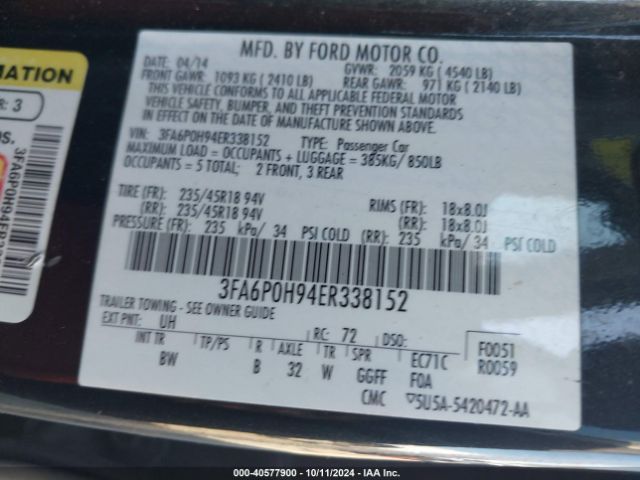 MFD. BY FORD MOTOR CO.
DATE: 04/14 GVWR: 2059 KG (4540 LB)
FRONT GAWR: 1093 KG (2410 LB) REAR GAWR: 971 KG (2140 LB)
THIS VEHICLE CONFORMS TO ALL APPLICABLE FEDERAL MOTOR
VEHICLE SAFETY, BUMPER, AND THEFT PREVENTION STANDARDS
IN EFFECT ON THE DATE OF MANUFACTURE SHOWN ABOVE.
VIN: 3FA6P0H94ER338152 TYPE: Passenger Car
MAXIMUM LOAD = OCCUPANTS + LUGGAGE = 385KG/ 850LB
OCCUPANTS = 5 TOTAL; 2 FRONT, 3 REAR
TIRE (FR): 235/45R18 94V RIMS (FR): 18x8.0J
(RR): 235/45R18 94V (RR): 18x8.0J
PRESSURE (FR): 235 kPa/ 34 PSI COLD (RR): 235 kPa/ 34 PSI COLD
3FA6P0H94ER338152
TRAILER TOWING - SEE OWNER GUIDE
EXT PNT: UH RC: 72 DSO: F0051
INT TR TP/PS R AXLE TR SPR EC71C R0059
BW B 32 W GGFF FOA
CMC ▽5U5A-5420472-AA
MATION
R: 3
os.
000-40577900 - 10/11/2024 - IAA Inc.